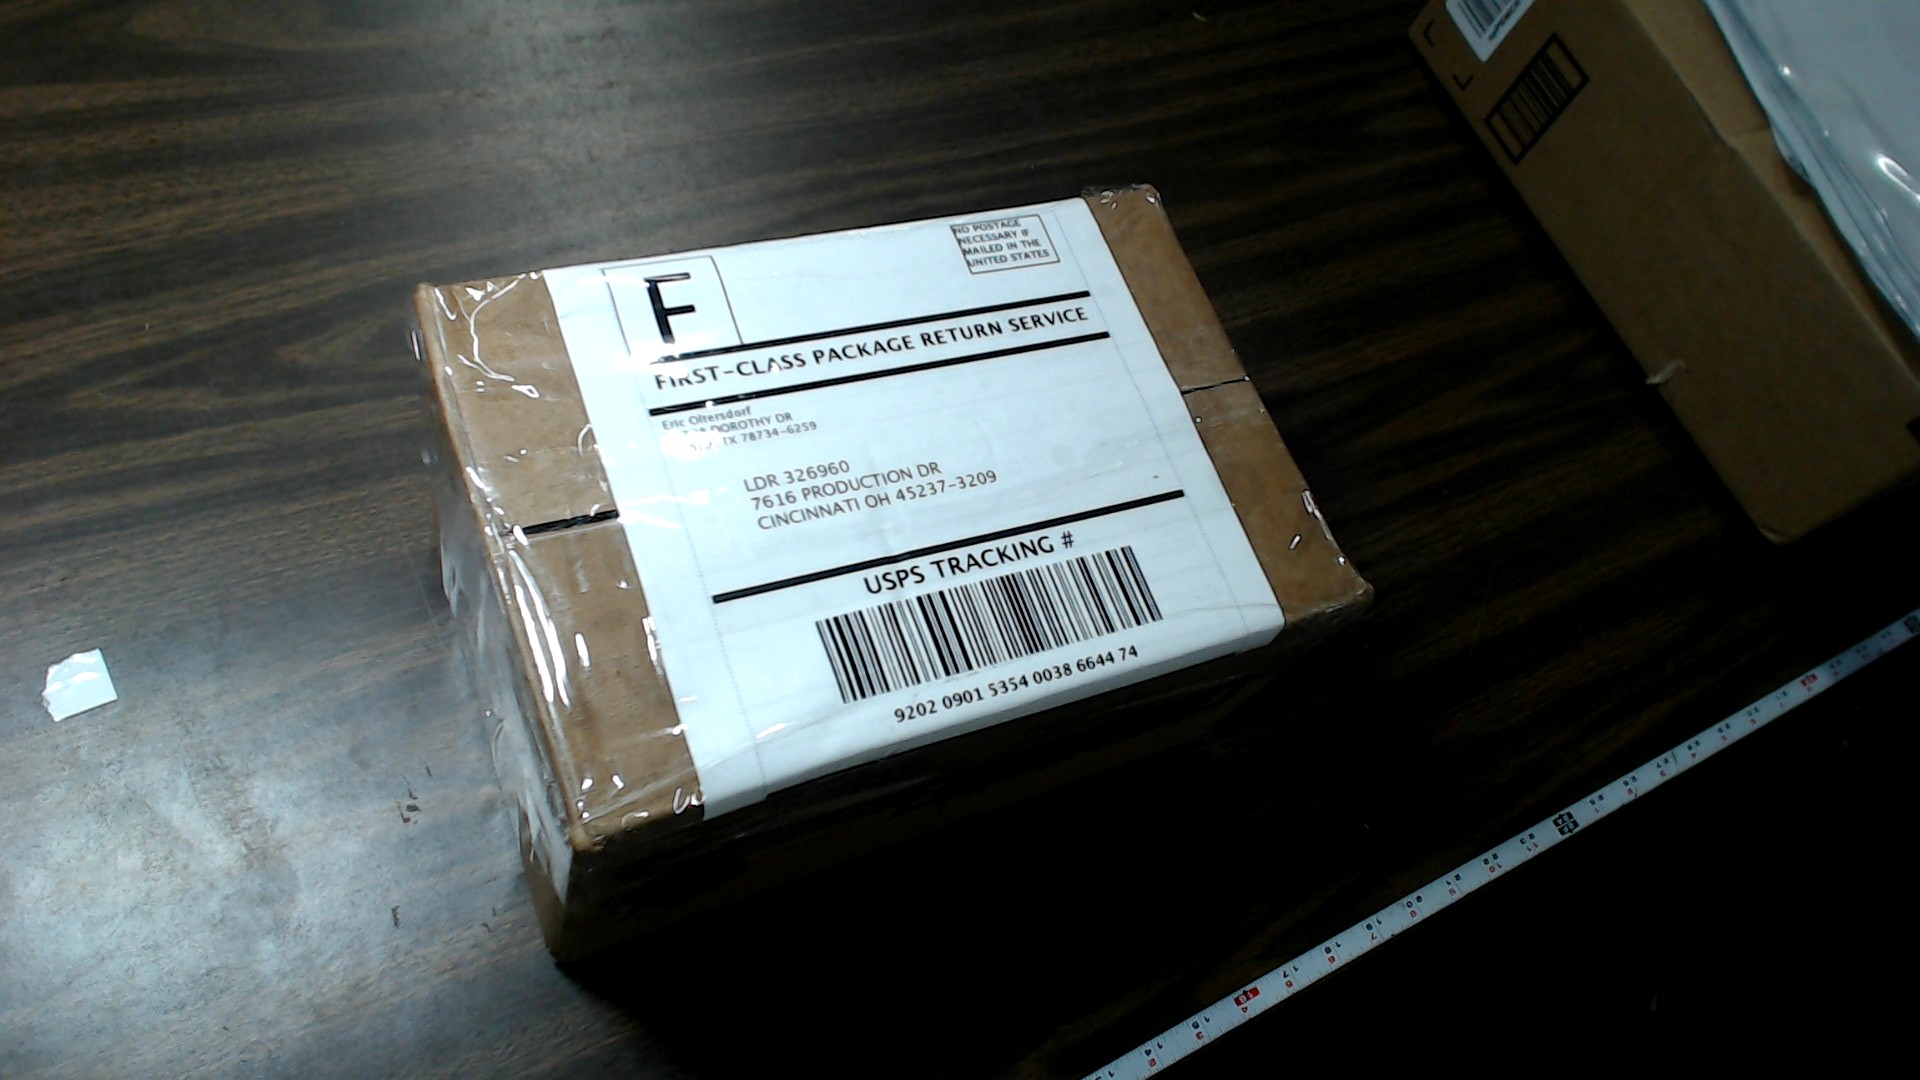 F
NO POSTAGE
NECESSARY IF
MAILED IN THE
UNITED STATES
FIRST-CLASS PACKAGE RETURN SERVICE
Eric Oltersdorf
DOROTHY DR
TX 78734-6259
LDR 326960
7616 PRODUCTION DR
CINCINNATI OH 45237-3209
USPS TRACKING #
9202 0901 5354 0038 6644 74